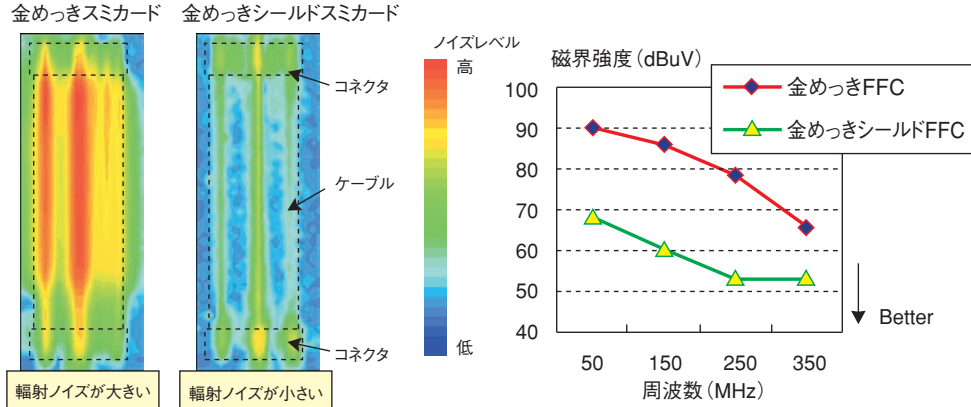 金めっきスミカード
金めっきシールドスミカード
輻射ノイズが大きい
輻射ノイズが小さい
コネクタ
ケーブル
コネクタ
ノイズレベル
高
低
磁界強度(dBuV)
金めっきFFC
金めっきシールドFFC
100
90
80
70
60
50
40
50 150 250 350
周波数(MHz)
Better